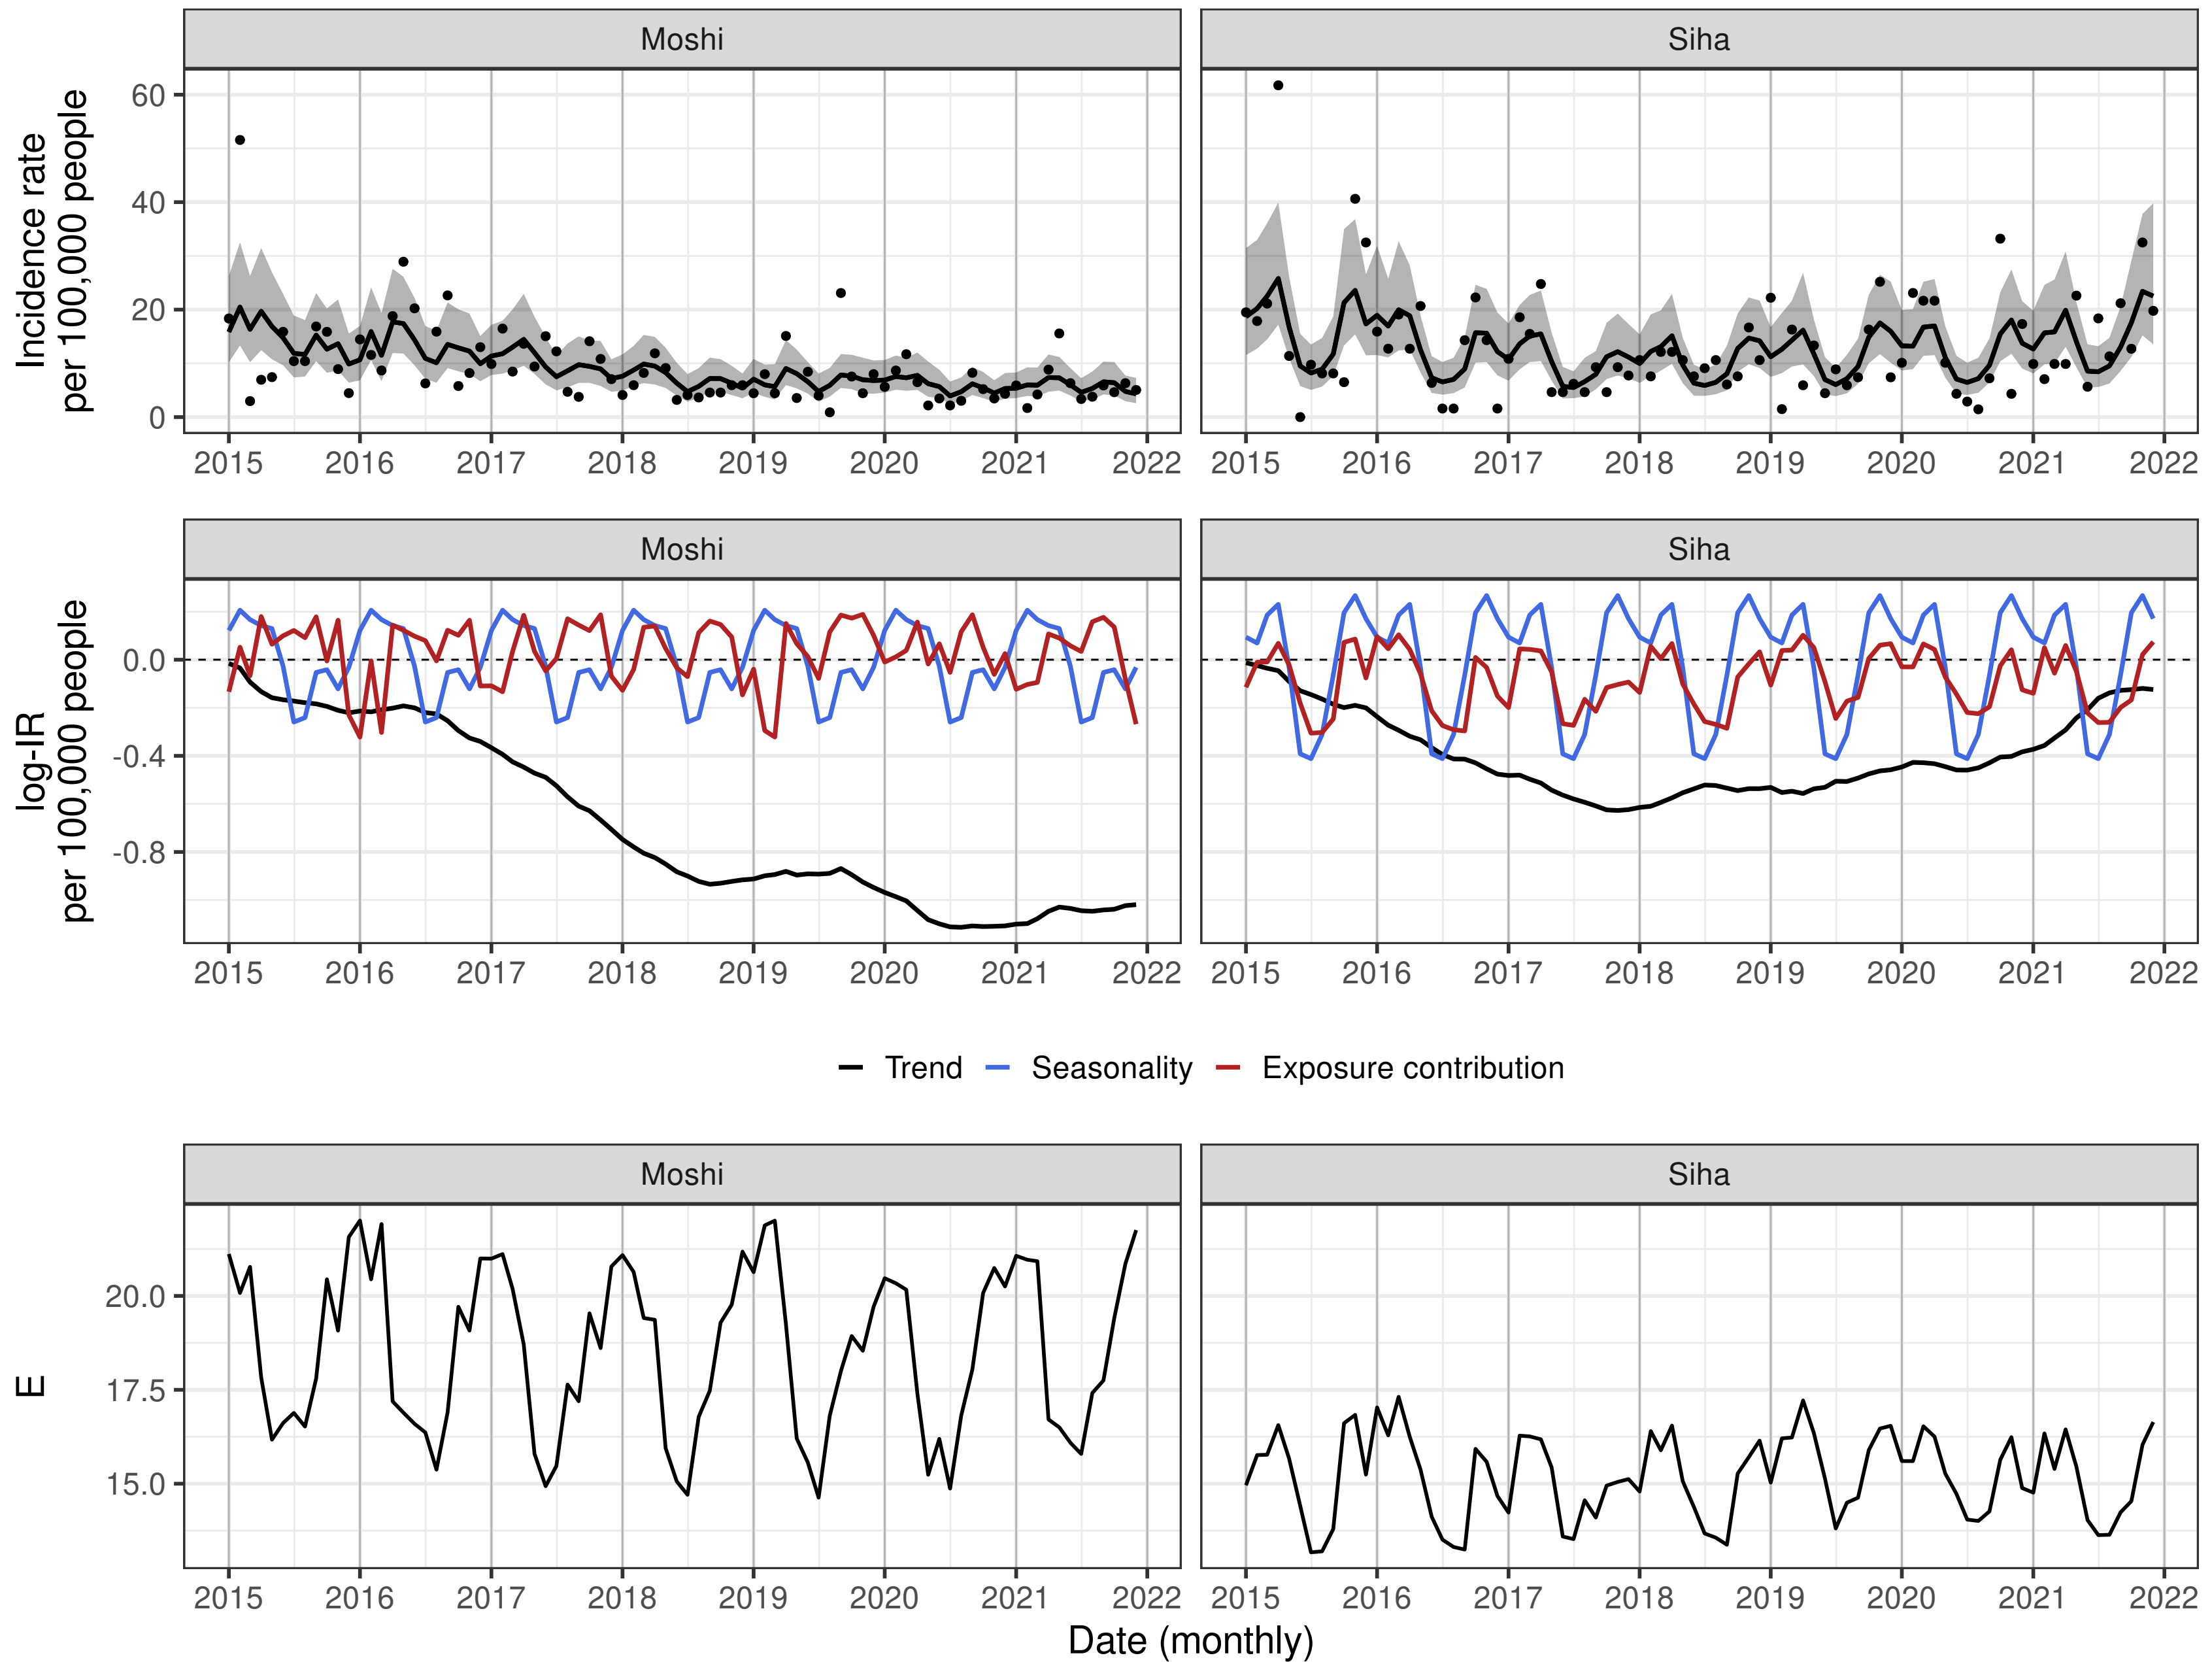 Moshi
Siha
Incidence rate
per 100,000 people
60
40
20
0
2015 2016 2017 2018 2019 2020 2021 2022
2015 2016 2017 2018 2019 2020 2021 2022
Moshi
Siha
log-IR
per 100,000 people
0.0
-0.4
-0.8
2015 2016 2017 2018 2019 2020 2021 2022
2015 2016 2017 2018 2019 2020 2021 2022
Trend Seasonality Exposure contribution
Moshi
Siha
E
20.0
17.5
15.0
2015 2016 2017 2018 2019 2020 2021 2022
2015 2016 2017 2018 2019 2020 2021 2022
Date (monthly)